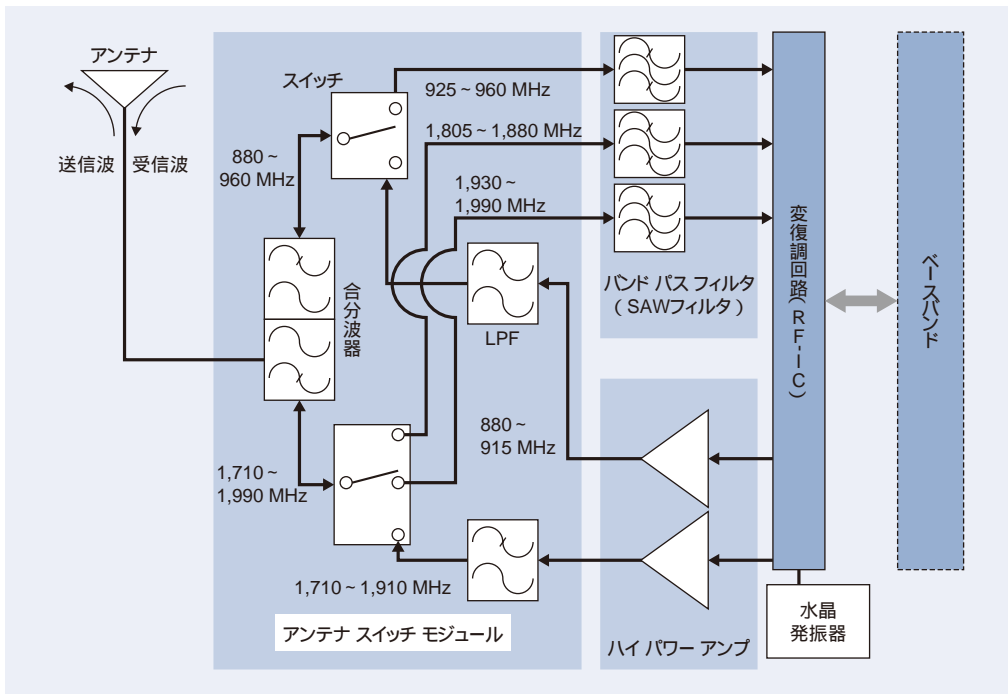 アンテナ
送信波
受信波
スイッチ
880～
960 MHz
925～960 MHz
1,805～1,880 MHz
1,930～
1,990 MHz
合分波器
LPF
バンド パス フィルタ
（SAWフィルタ）
変復調回路（RF-IC）
ベースバンド
1,710～
1,990 MHz
880～
915 MHz
1,710～1,910 MHz
アンテナ スイッチ モジュール
ハイ パワー アンプ
水晶
発振器